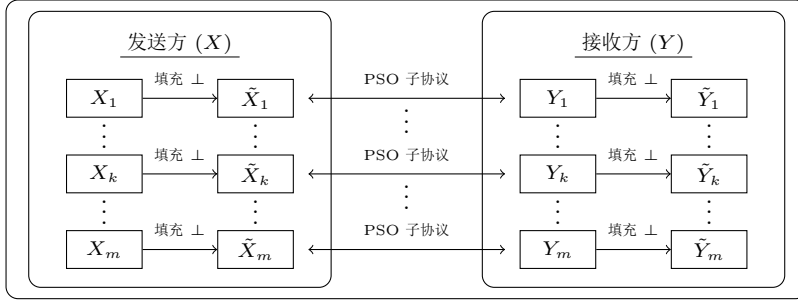 发送方 (X) 接收方 (Y)
X₁ 填充 ⊥ X̃₁ PSO 子协议 Y₁ 填充 ⊥ Ỹ₁
⋮ ⋮ ⋮ ⋮ ⋮
Xₖ 填充 ⊥ X̃ₖ PSO 子协议 Yₖ 填充 ⊥ Ỹₖ
⋮ ⋮ ⋮ ⋮ ⋮
Xₘ 填充 ⊥ X̃ₘ PSO 子协议 Yₘ 填充 ⊥ Ỹₘ